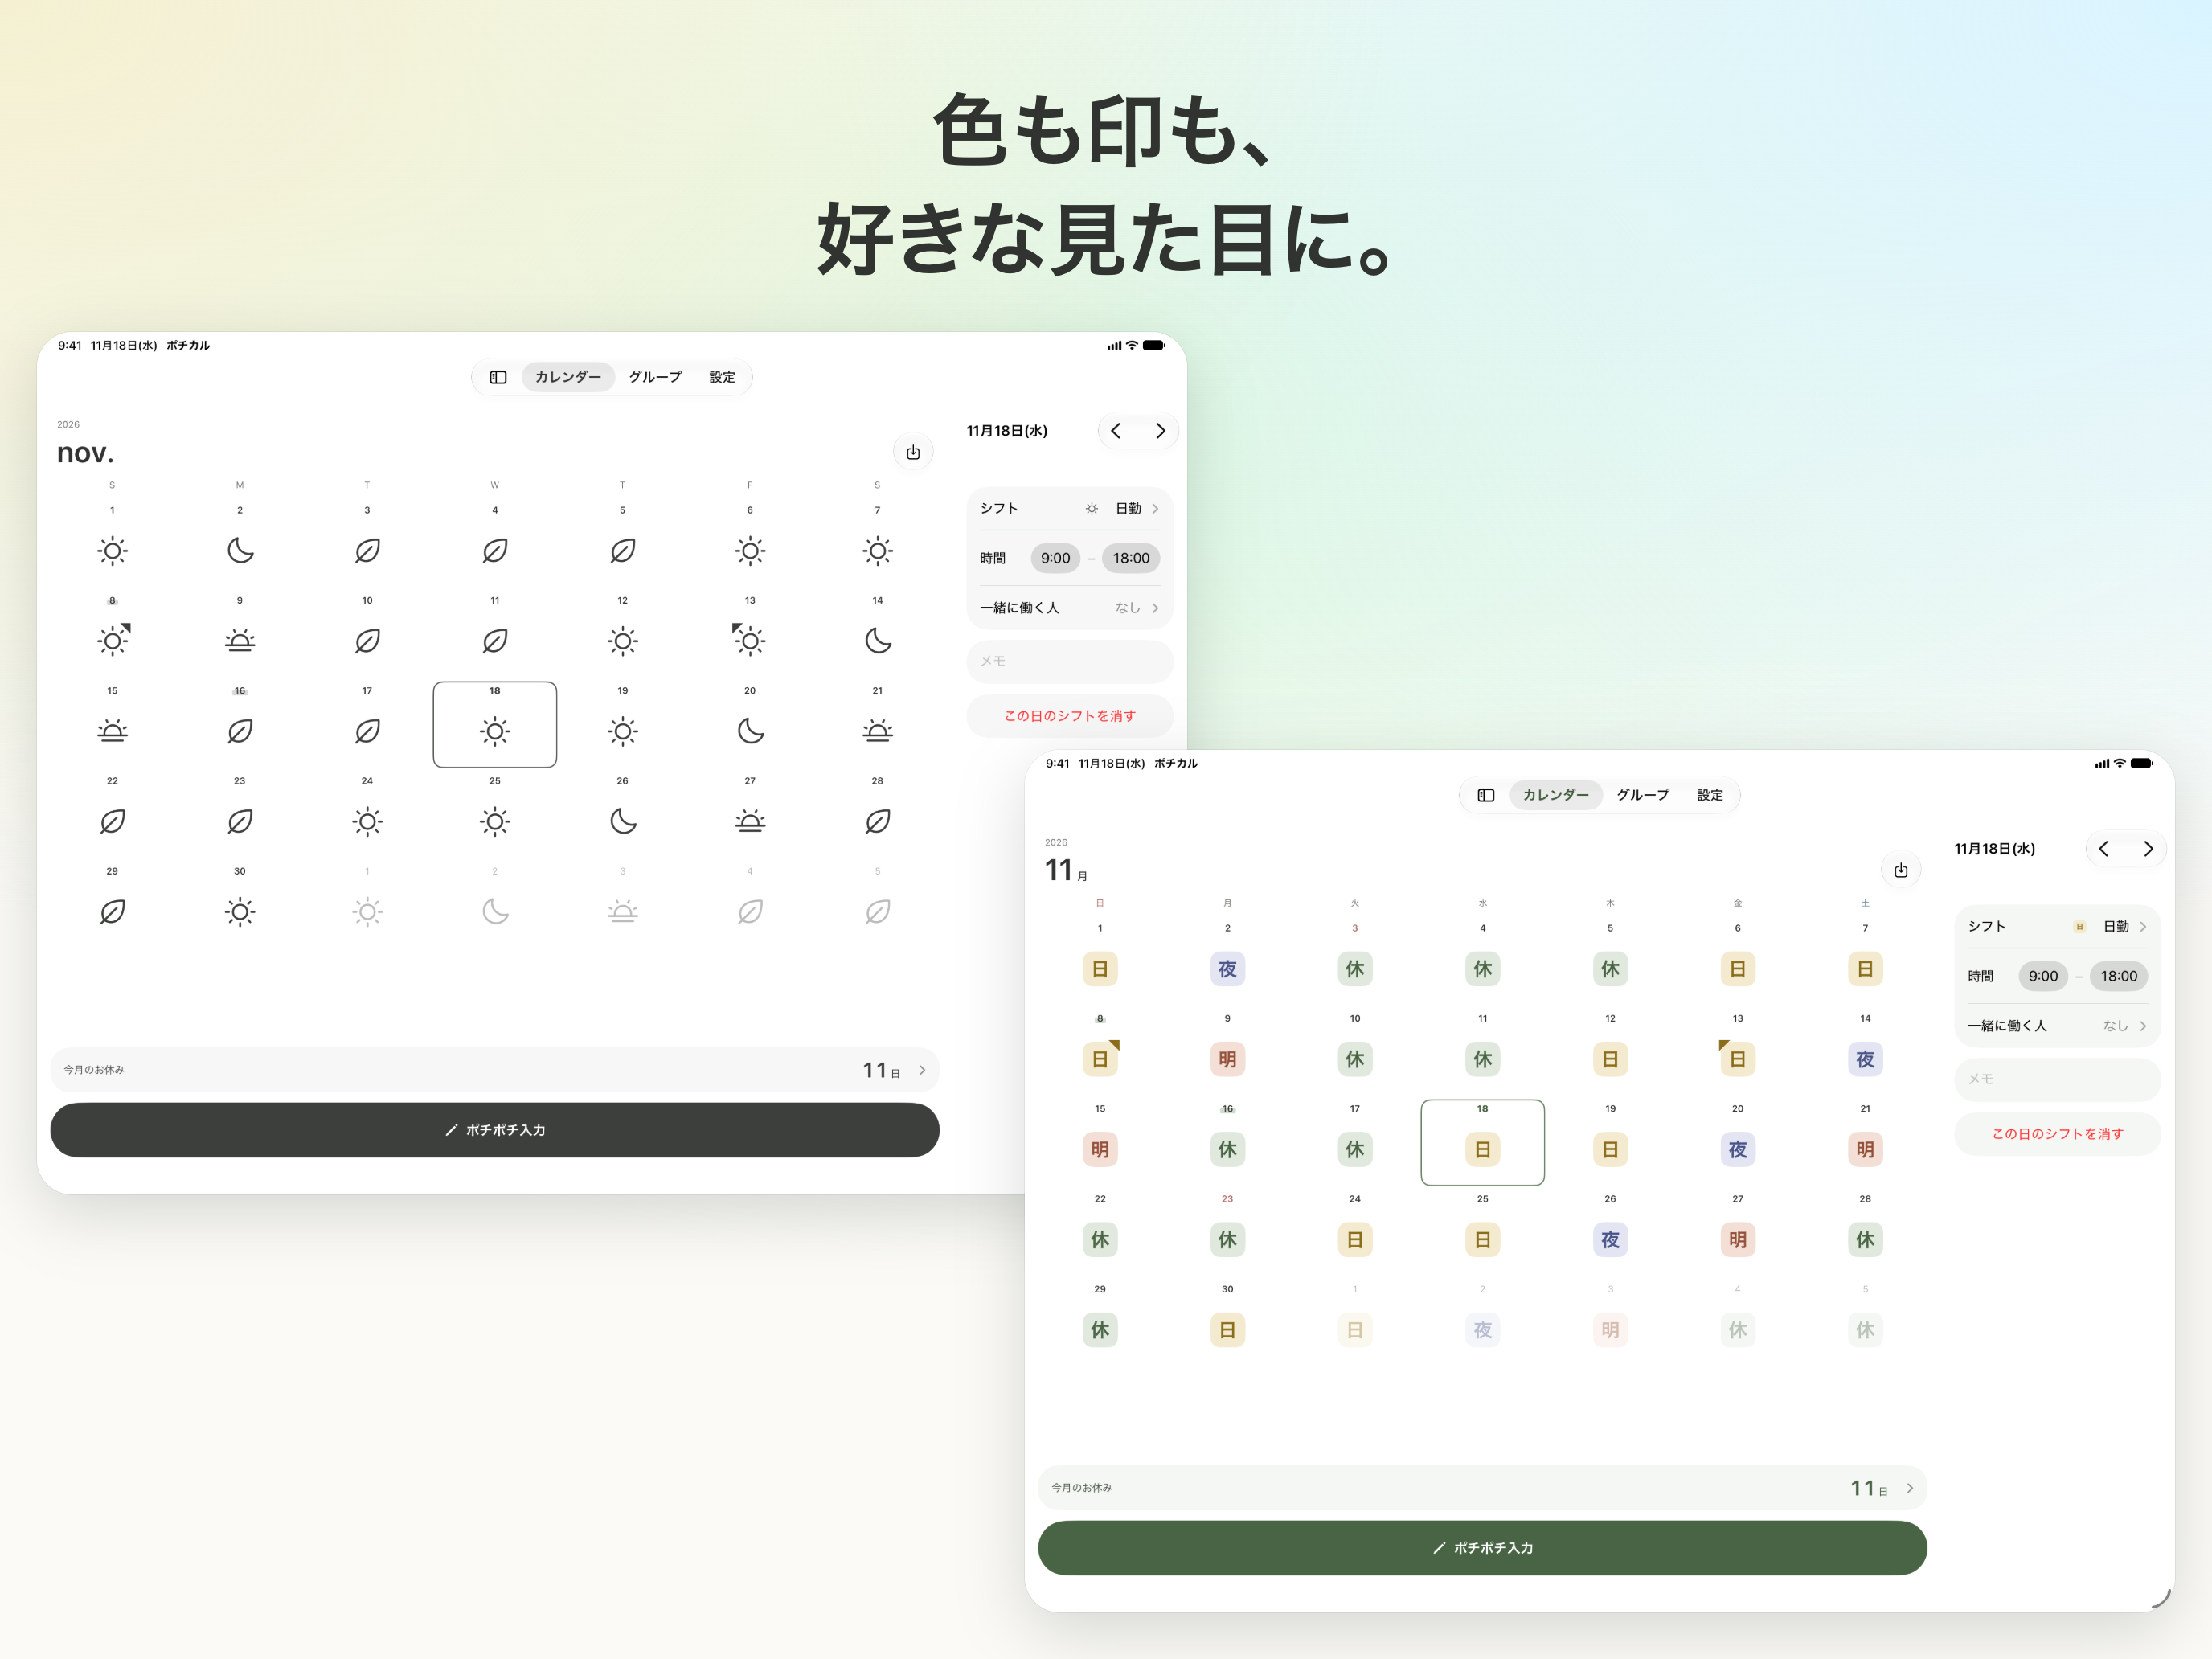 色も印も、
好きな見た目に。
9:41 11月18日(水) ポチカル
カレンダー グループ 設定
2026
nov.
S M T W T F S
1 2 3 4 5 6 7
8 9 10 11 12 13 14
15 16 17 18 19 20 21
22 23 24 25 26 27 28
29 30 1 2 3 4 5
今月のお休み 11日
ポチポチ入力
11月18日(水)
シフト 日勤
時間 9:00 – 18:00
一緒に働く人 なし
メモ
この日のシフトを消す
9:41 11月18日(水) ポチカル
カレンダー グループ 設定
2026
11月
日 月 火 水 木 金 土
1 2 3 4 5 6 7
日 夜 休 休 休 日 日
8 9 10 11 12 13 14
日 明 休 休 日 日 夜
15 16 17 18 19 20 21
明 休 休 日 日 夜 明
22 23 24 25 26 27 28
休 休 日 日 夜 明 休
29 30 1 2 3 4 5
休 日 日 夜 明 休 休
今月のお休み 11日
ポチポチ入力
11月18日(水)
シフト 日 日勤
時間 9:00 – 18:00
一緒に働く人 なし
メモ
この日のシフトを消す